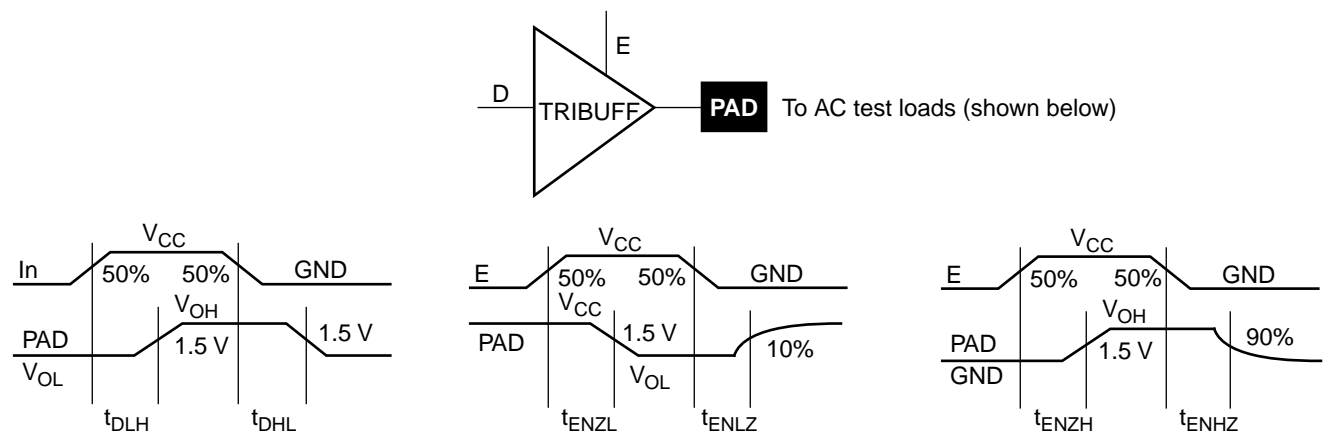 E
D
TRIBUFF
PAD To AC test loads (shown below)
VCC
In 50% 50% GND
VOH
PAD 1.5 V 1.5 V
VOL
tDLH tDHL
VCC
E 50% 50% GND
VCC
PAD 1.5 V 10%
VOL
tENZL tENLZ
VCC
E 50% 50% GND
VOH
PAD 1.5 V 90%
GND
tENZH tENHZ